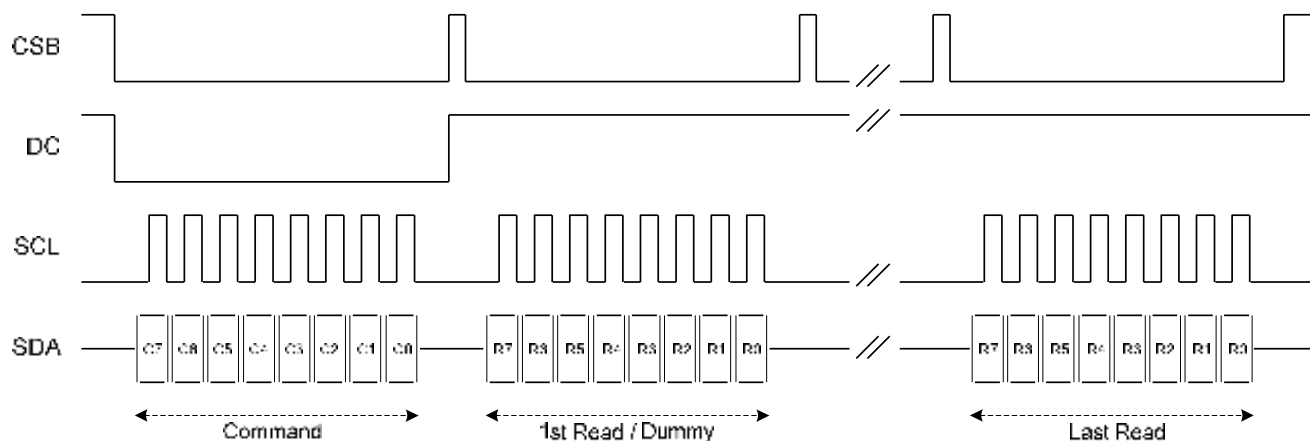 CSB
DC
SCL
SDA
C7 C6 C5 C4 C3 C2 C1 C0
R7 R6 R5 R4 R3 R2 R1 R0
R7 R6 R5 R4 R3 R2 R1 R0
Command
1st Read / Dummy
Last Read